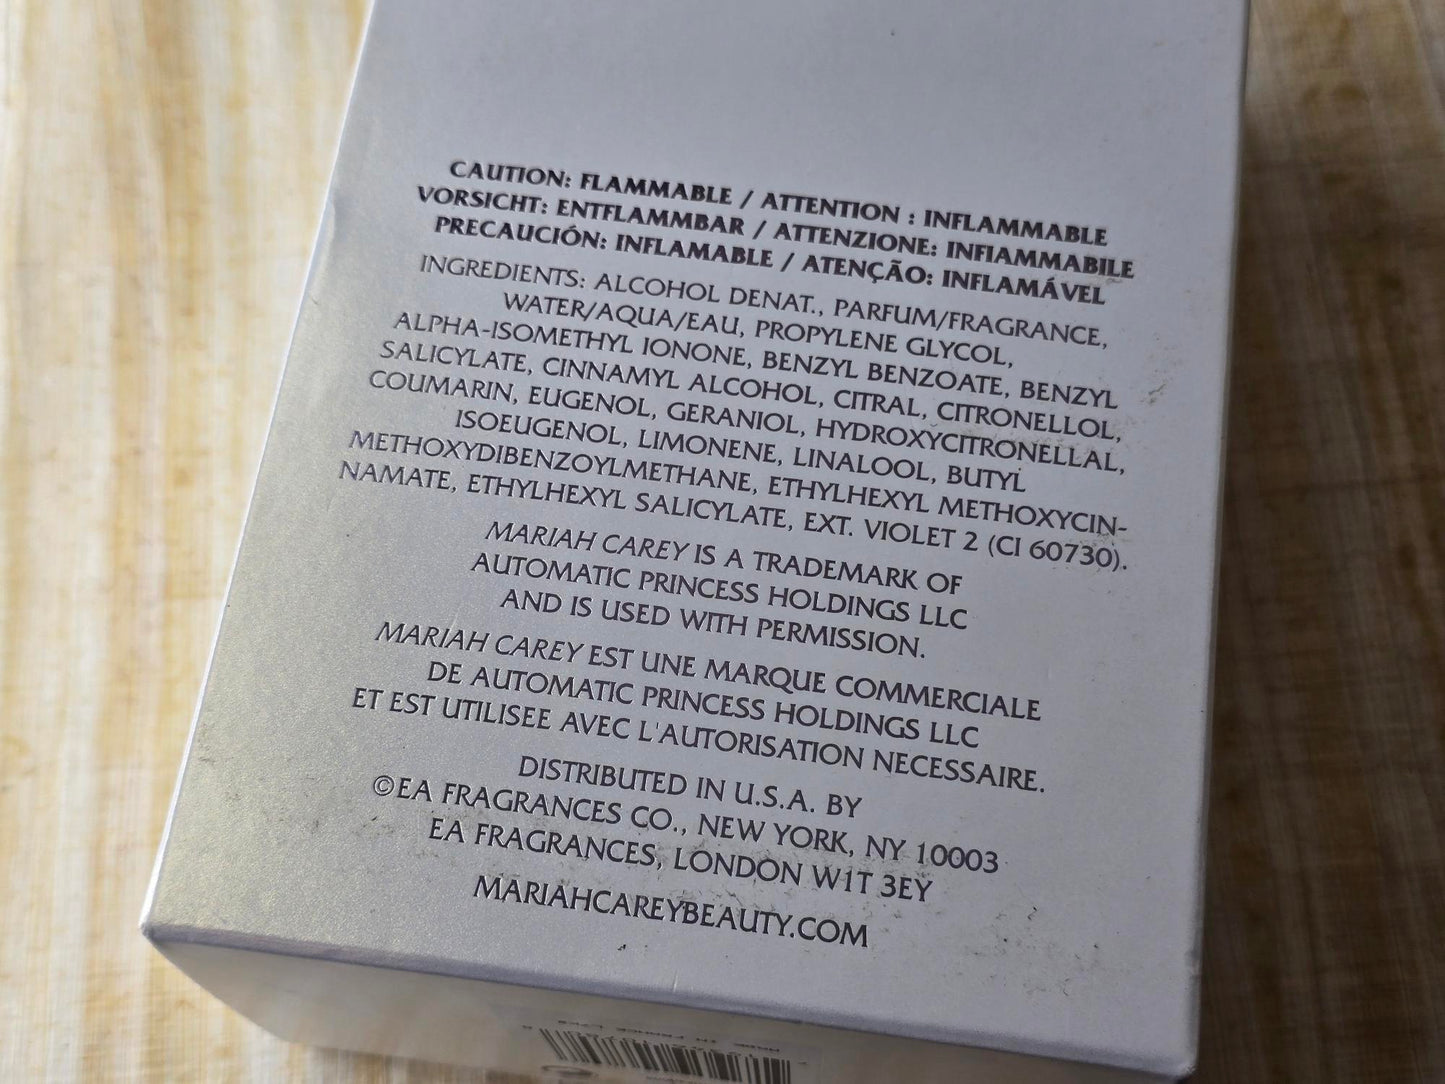 CAUTION: FLAMMABLE / ATTENTION : INFLAMMABLE
VORSICHT: ENTFLAMMBAR / ATTENZIONE: INFIAMMABILE
PRECAUCIÓN: INFLAMABLE / ATENÇÃO: INFLAMÁVEL
INGREDIENTS: ALCOHOL DENAT., PARFUM/FRAGRANCE,
WATER/AQUA/EAU, PROPYLENE GLYCOL,
ALPHA-ISOMETHYL IONONE, BENZYL BENZOATE, BENZYL
SALICYLATE, CINNAMYL ALCOHOL, CITRAL, CITRONELLOL,
COUMARIN, EUGENOL, GERANIOL, HYDROXYCITRONELLAL,
ISOEUGENOL, LIMONENE, LINALOOL, BUTYL
METHOXYDIBENZOYLMETHANE, ETHYLHEXYL METHOXYCIN-
NAMATE, ETHYLHEXYL SALICYLATE, EXT. VIOLET 2 (CI 60730).
MARIAH CAREY IS A TRADEMARK OF
AUTOMATIC PRINCESS HOLDINGS LLC
AND IS USED WITH PERMISSION.
MARIAH CAREY EST UNE MARQUE COMMERCIALE
DE AUTOMATIC PRINCESS HOLDINGS LLC
ET EST UTILISEE AVEC L'AUTORISATION NECESSAIRE.
DISTRIBUTED IN U.S.A. BY
©EA FRAGRANCES CO., NEW YORK, NY 10003
EA FRAGRANCES, LONDON W1T 3EY
MARIAHCAREYBEAUTY.COM
MADE IN FRANCE